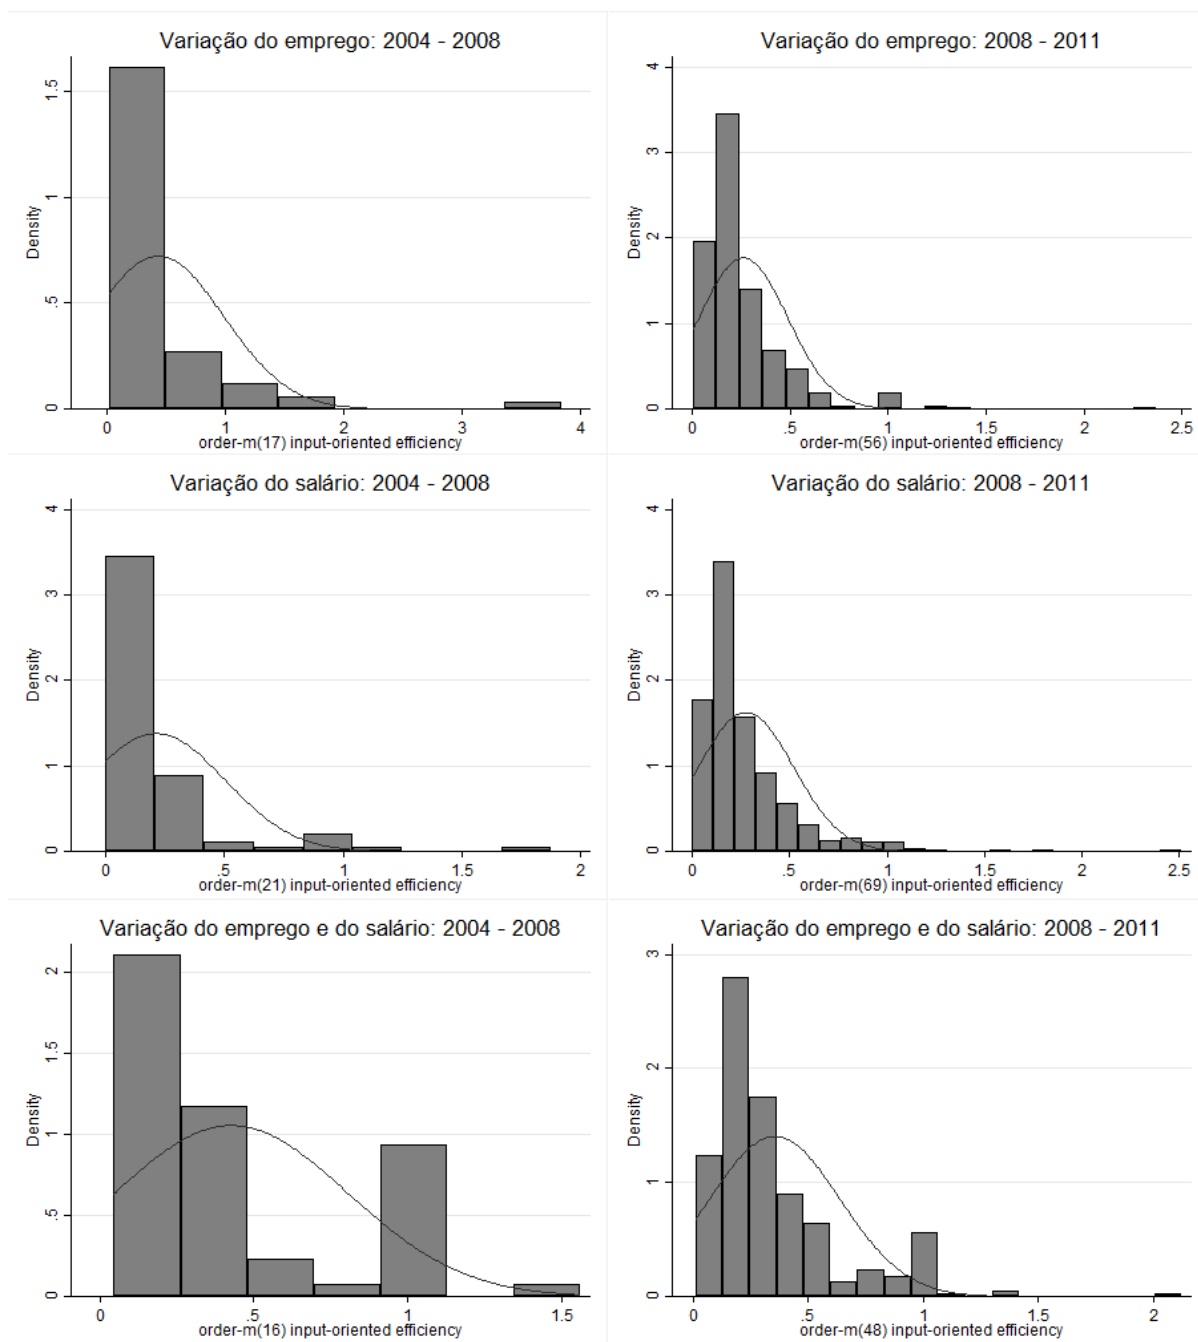 Variação do emprego: 2004 - 2008
Density
0
.5
1
1.5
0 1 2 3 4
order-m(17) input-oriented efficiency
Variação do emprego: 2008 - 2011
Density
0
1
2
3
4
0 .5 1 1.5 2 2.5
order-m(56) input-oriented efficiency
Variação do salário: 2004 - 2008
Density
0
1
2
3
4
0 .5 1 1.5 2
order-m(21) input-oriented efficiency
Variação do salário: 2008 - 2011
Density
0
1
2
3
4
0 .5 1 1.5 2 2.5
order-m(69) input-oriented efficiency
Variação do emprego e do salário: 2004 - 2008
Density
0
.5
1
1.5
2
0 .5 1 1.5
order-m(16) input-oriented efficiency
Variação do emprego e do salário: 2008 - 2011
Density
0
1
2
3
0 .5 1 1.5 2
order-m(48) input-oriented efficiency